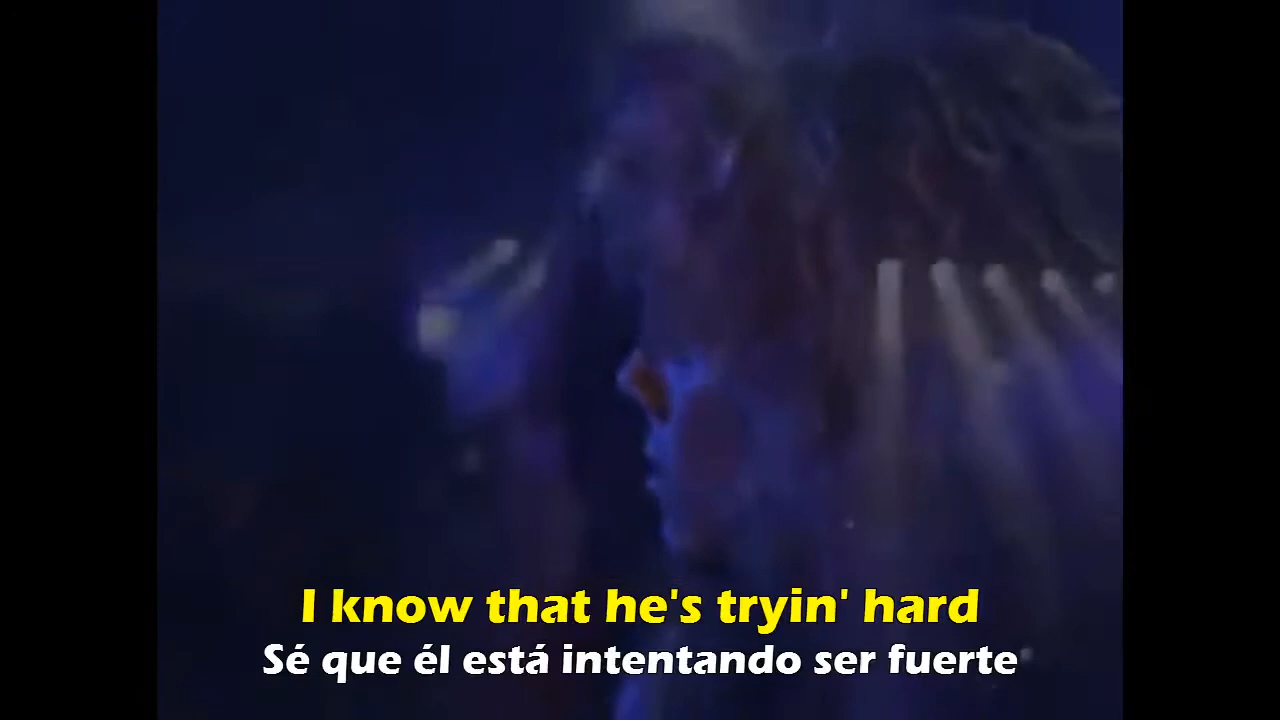 I know that he's tryin' hard
Sé que él está intentando ser fuerte